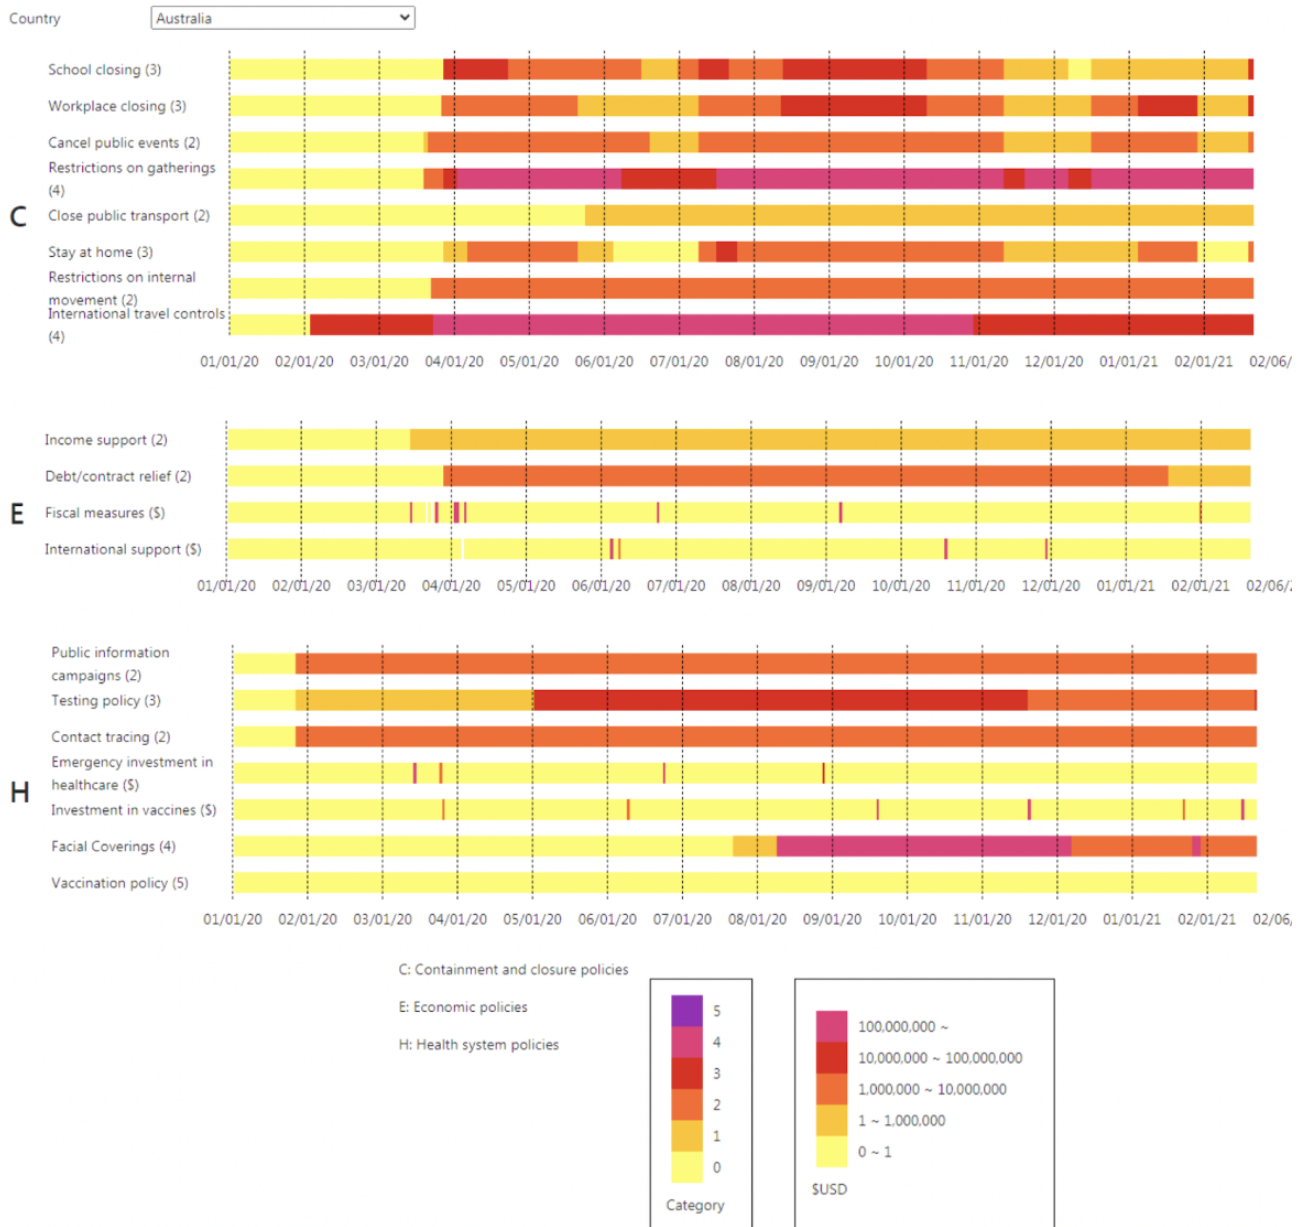 Country
Australia
School closing (3)
Workplace closing (3)
Cancel public events (2)
Restrictions on gatherings
(4)
Close public transport (2)
Stay at home (3)
Restrictions on internal
movement (2)
International travel controls
(4)
C
01/01/20 02/01/20 03/01/20 04/01/20 05/01/20 06/01/20 07/01/20 08/01/20 09/01/20 10/01/20 11/01/20 12/01/20 01/01/21 02/01/21 02/06/
Income support (2)
Debt/contract relief (2)
Fiscal measures ($)
International support ($)
E
01/01/20 02/01/20 03/01/20 04/01/20 05/01/20 06/01/20 07/01/20 08/01/20 09/01/20 10/01/20 11/01/20 12/01/20 01/01/21 02/01/21 02/06/
Public information
campaigns (2)
Testing policy (3)
Contact tracing (2)
Emergency investment in
healthcare ($)
Investment in vaccines ($)
Facial Coverings (4)
Vaccination policy (5)
H
01/01/20 02/01/20 03/01/20 04/01/20 05/01/20 06/01/20 07/01/20 08/01/20 09/01/20 10/01/20 11/01/20 12/01/20 01/01/21 02/01/21 02/06/
C: Containment and closure policies
E: Economic policies
H: Health system policies
5
4
3
2
1
0
Category
100,000,000 ~
10,000,000 ~ 100,000,000
1,000,000 ~ 10,000,000
1 ~ 1,000,000
0 ~ 1
$USD